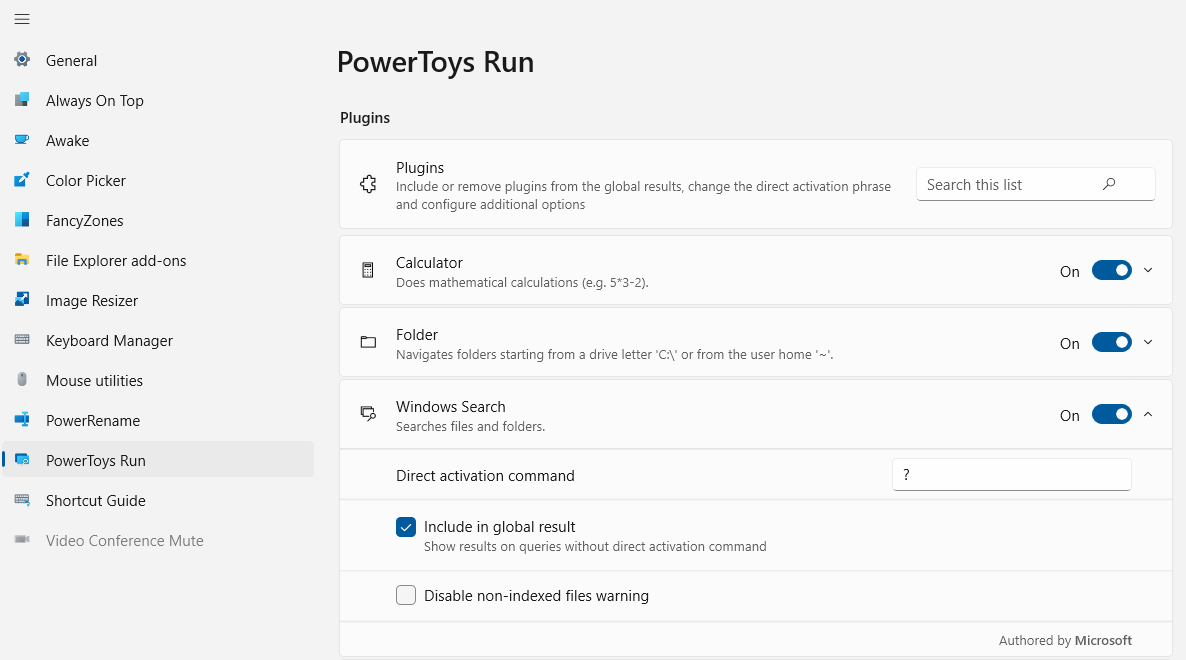 General
Always On Top
Awake
Color Picker
FancyZones
File Explorer add-ons
Image Resizer
Keyboard Manager
Mouse utilities
PowerRename
PowerToys Run
Shortcut Guide
Video Conference Mute
PowerToys Run
Plugins
Plugins
Include or remove plugins from the global results, change the direct activation phrase
and configure additional options
Search this list
Calculator
Does mathematical calculations (e.g. 5*3-2).
On
Folder
Navigates folders starting from a drive letter 'C:\' or from the user home '~'.
On
Windows Search
Searches files and folders.
On
Direct activation command
?
Include in global result
Show results on queries without direct activation command
Disable non-indexed files warning
Authored by Microsoft